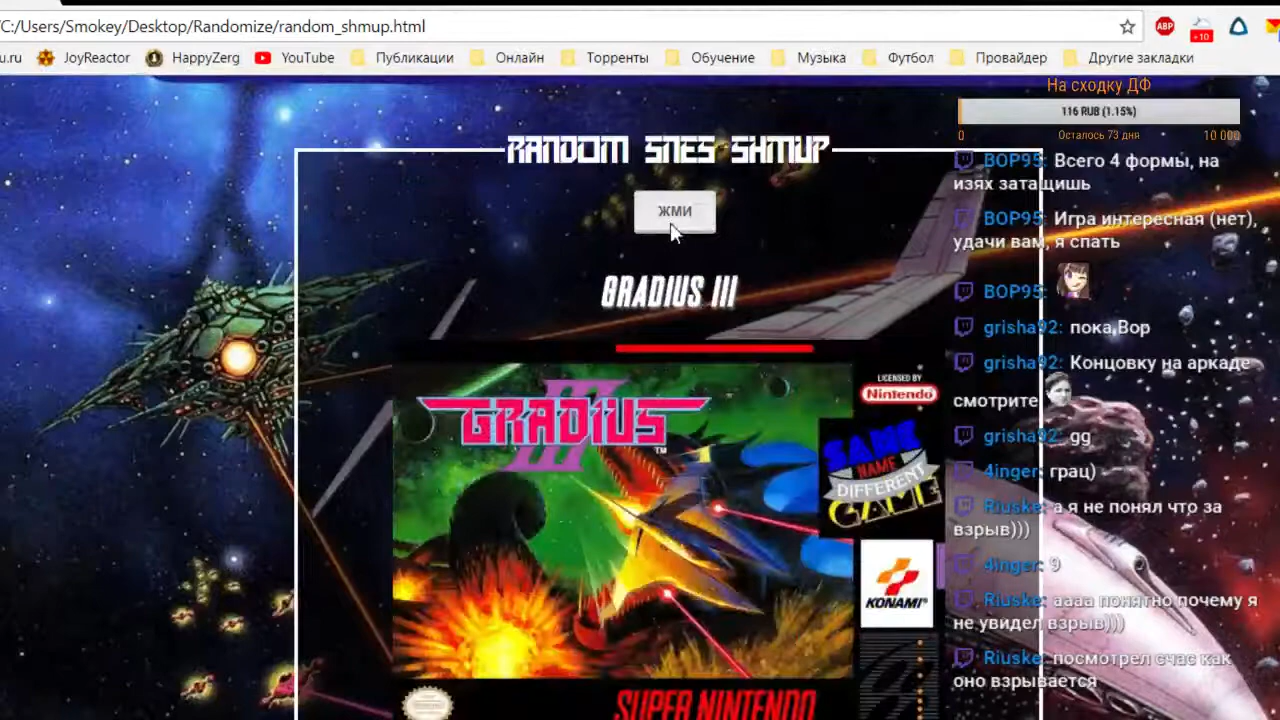 /C:/Users/Smokey/Desktop/Randomize/random_shmup.html
ABP
+10
u.ru JoyReactor HappyZerg YouTube Публикации Онлайн Торренты Обучение Музыка Футбол Провайдер Другие закладки
На сходку ДФ
116 RUB (1.15%)
0 Осталось 73 дня 10 000
RANDOM SNES SHMUP
жми
GRADIUS III
GRADIUS
III
TM
LICENSED BY
Nintendo
SAME
NAME
DIFFERENT
GAME
KONAMI®
SUPER NINTENDO
BOP95: Всего 4 формы, на
изях затащишь
BOP95: Игра интересная (нет),
удачи вам, я спать
BOP95:
grisha92: пока,Вор
grisha92: Концовку на аркаде
смотрите
grisha92: gg
4inger: грац)
Riuske: а я не понял что за
взрыв)))
4inger: 9
Riuske: аааа понятно почему я
не увидел взрыв)))
Riuske: посмотрел счас как
оно взрывается